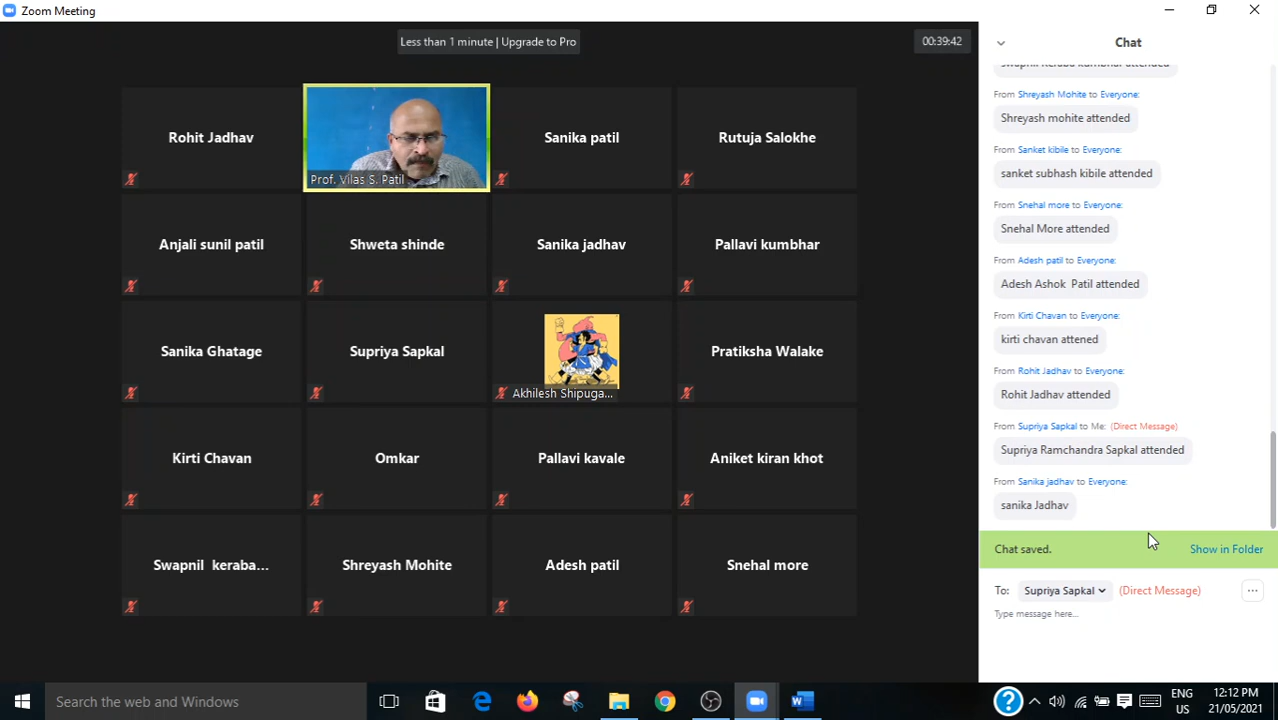 Zoom Meeting
Less than 1 minute | Upgrade to Pro
00:39:42
Rohit Jadhav
Prof. Vilas S. Patil
Sanika patil
Rutuja Salokhe
Anjali sunil patil
Shweta shinde
Sanika jadhav
Pallavi kumbhar
Sanika Ghatage
Supriya Sapkal
Akhilesh Shipuga...
Pratiksha Walake
Kirti Chavan
Omkar
Pallavi kavale
Aniket kiran khot
Swapnil keraba...
Shreyash Mohite
Adesh patil
Snehal more
Chat
swapnil keraba kumbhar attended
From Shreyash Mohite to Everyone:
Shreyash mohite attended
From Sanket kibile to Everyone:
sanket subhash kibile attended
From Snehal more to Everyone:
Snehal More attended
From Adesh patil to Everyone:
Adesh Ashok Patil attended
From Kirti Chavan to Everyone:
kirti chavan attened
From Rohit Jadhav to Everyone:
Rohit Jadhav attended
From Supriya Sapkal to Me: (Direct Message)
Supriya Ramchandra Sapkal attended
From Sanika jadhav to Everyone:
sanika Jadhav
Chat saved. Show in Folder
To: Supriya Sapkal (Direct Message)
Type message here...
Search the web and Windows
ENG
US
12:12 PM
21/05/2021